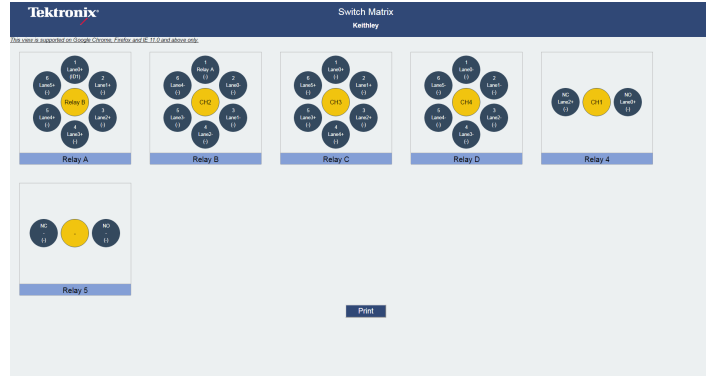 Tektronix
Switch Matrix
Keithley
This view is supported on Google Chrome, Firefox and IE 11.0 and above only.
1
Lane0+
(ID1)
6
Lane5+
(-)
2
Lane1+
(-)
Relay B
5
Lane4+
(-)
3
Lane2+
(-)
4
Lane3+
(-)
Relay A
1
Relay A
(-)
6
Lane4-
(-)
2
Lane0-
(-)
CH2
5
Lane3-
(-)
3
Lane1-
(-)
4
Lane2-
(-)
Relay B
1
Lane0+
(-)
6
Lane5+
(-)
2
Lane1+
(-)
CH3
5
Lane3+
(-)
3
Lane2+
(-)
4
Lane4+
(-)
Relay C
1
Lane0-
(-)
6
Lane5-
(-)
2
Lane1-
(-)
CH4
5
Lane4-
(-)
3
Lane2-
(-)
4
Lane3-
(-)
Relay D
NC
Lane2+
(-)
CH1
NO
Lane0+
(-)
Relay 4
NC
-
(-)
-
NO
-
(-)
Relay 5
Print